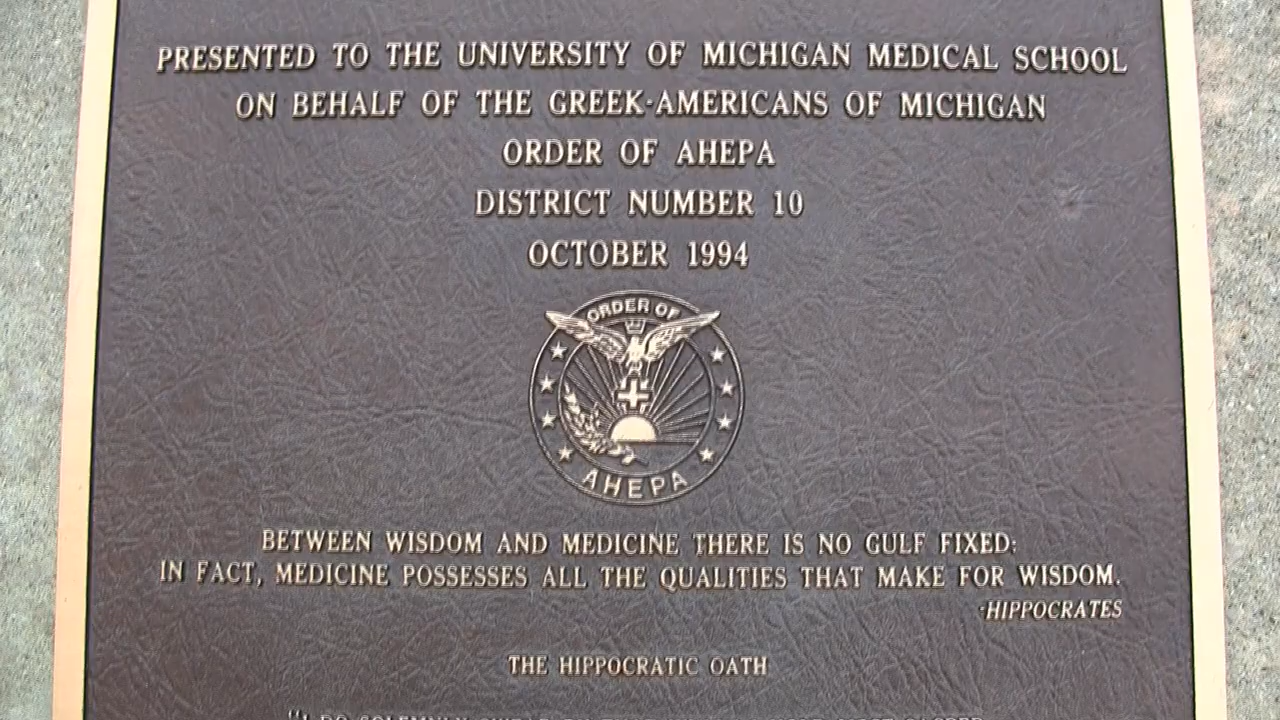 PRESENTED TO THE UNIVERSITY OF MICHIGAN MEDICAL SCHOOL
ON BEHALF OF THE GREEK-AMERICANS OF MICHIGAN
ORDER OF AHEPA
DISTRICT NUMBER 10
OCTOBER 1994
ORDER OF
AHEPA
BETWEEN WISDOM AND MEDICINE THERE IS NO GULF FIXED:
IN FACT, MEDICINE POSSESSES ALL THE QUALITIES THAT MAKE FOR WISDOM.
-HIPPOCRATES
THE HIPPOCRATIC OATH
"I DO SOLEMNLY